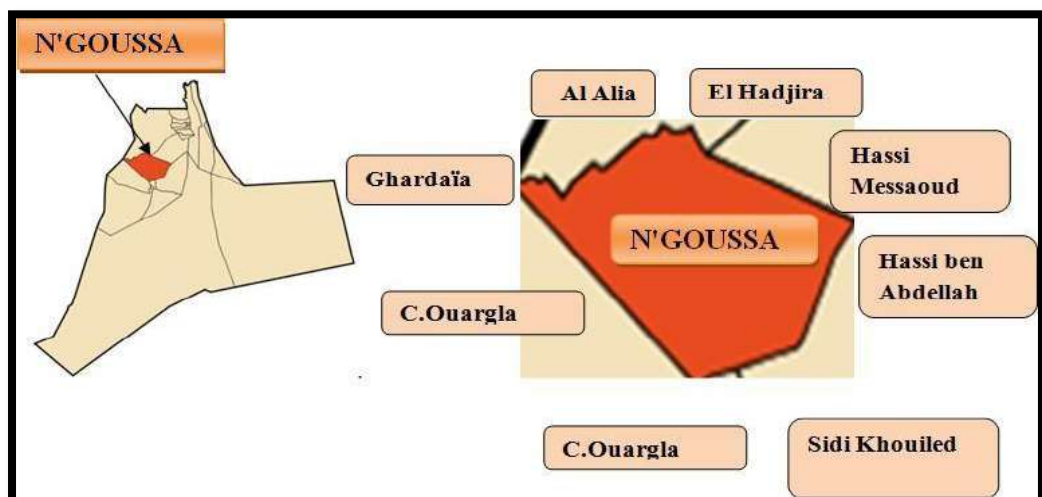 N'GOUSSA
Al Alia
El Hadjira
Ghardaïa
Hassi
Messaoud
N'GOUSSA
Hassi ben
Abdellah
C.Ouargla
C.Ouargla
Sidi Khouiled